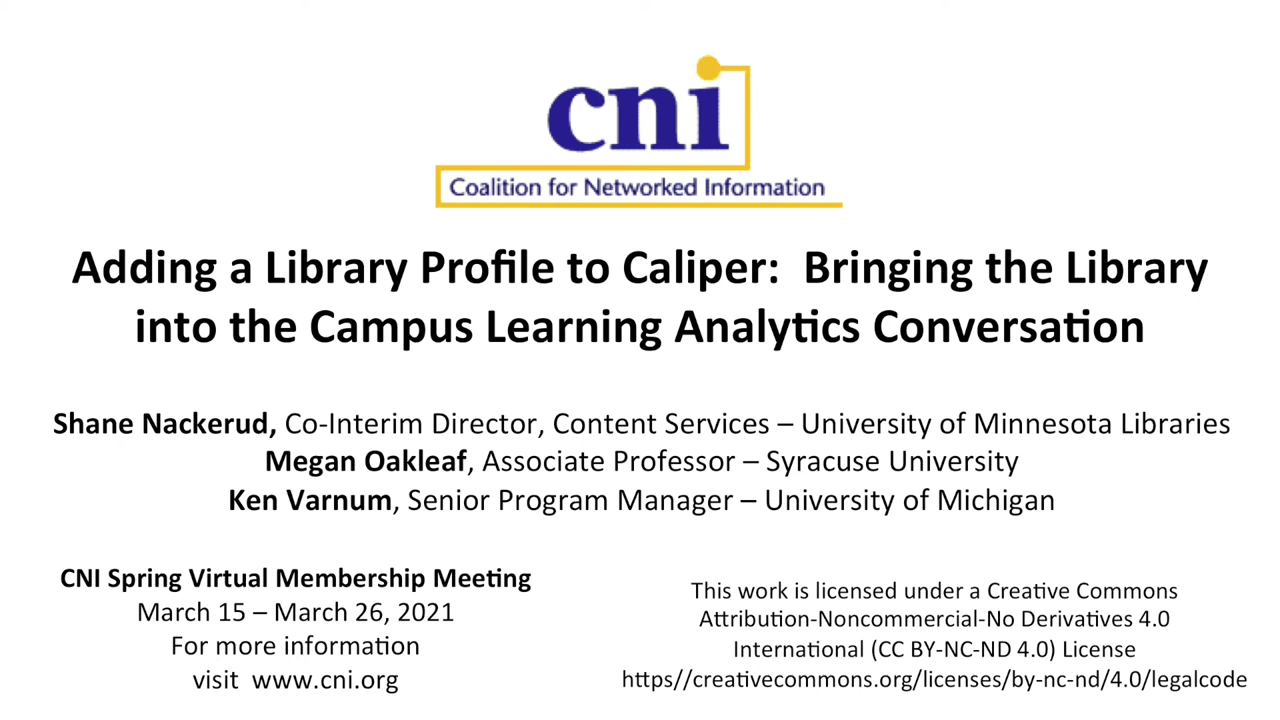 cni
Coalition for Networked Information
Adding a Library Profile to Caliper: Bringing the Library
into the Campus Learning Analytics Conversation
Shane Nackerud, Co-Interim Director, Content Services – University of Minnesota Libraries
Megan Oakleaf, Associate Professor – Syracuse University
Ken Varnum, Senior Program Manager – University of Michigan
CNI Spring Virtual Membership Meeting
March 15 – March 26, 2021
For more information
visit www.cni.org
This work is licensed under a Creative Commons
Attribution-Noncommercial-No Derivatives 4.0
International (CC BY-NC-ND 4.0) License
https//creativecommons.org/licenses/by-nc-nd/4.0/legalcode